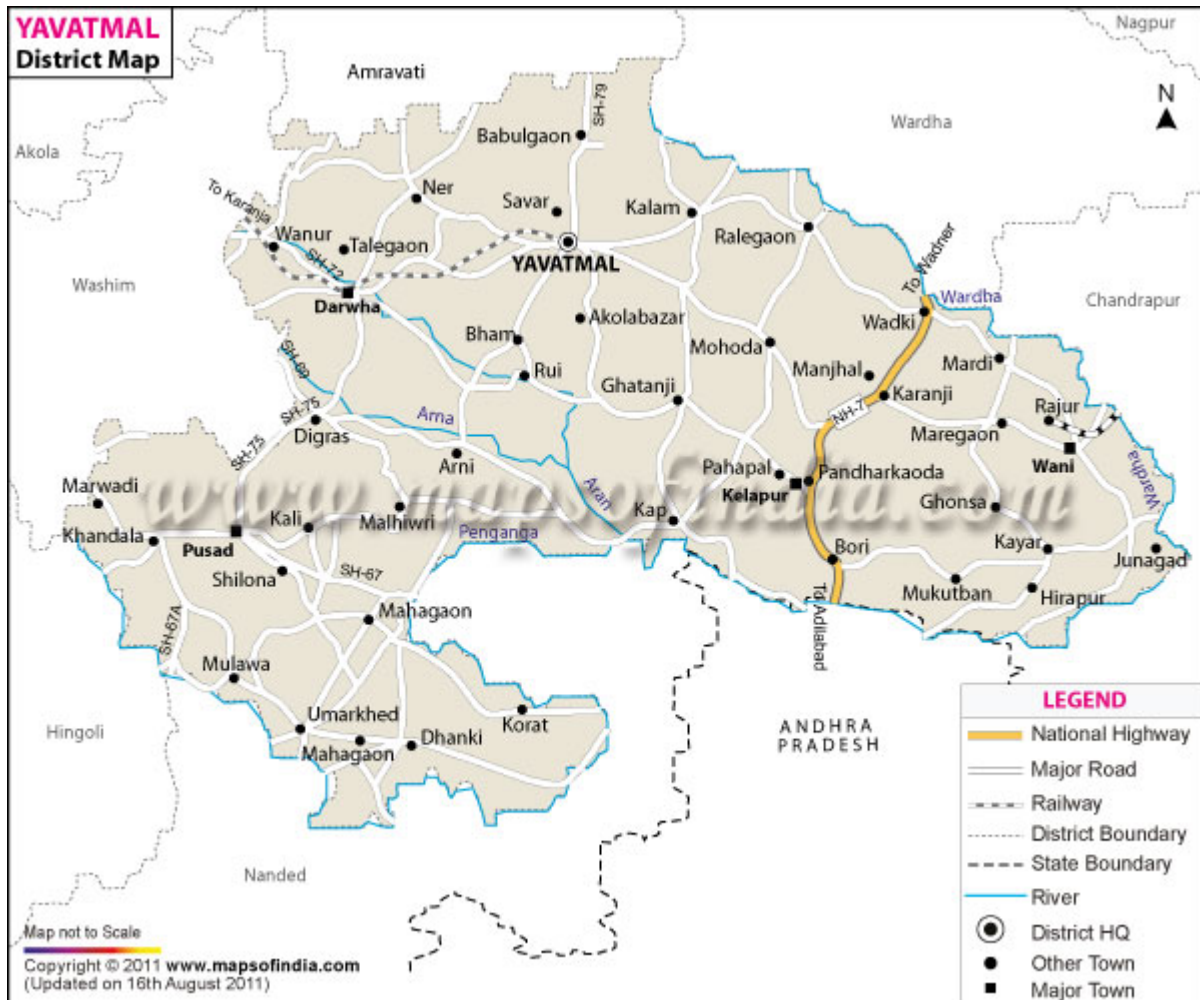 YAVATMAL
District Map
Nagpur
Amravati
N
Akola
Wardha
SH-79
Babulgaon
To Karanja
Ner
Savar
Kalam
Ralegaon
Wanur
Talegaon
YAVATMAL
To Wadner
Washim
SH-72
Darwha
Wardha
Chandrapur
Akolabazar
Wadki
Bham
Mohoda
Mardi
Rui
Manjhal
Ghatanji
Karanji
SH-75
Arna
NH-7
Rajur
Digras
Maregaon
SH-75
Arni
Wani
Wardha
Marwadi
www.mapsofindia.com
Pahapal
Pandharkaoda
Kelapur
Aran
Ghonsa
Kali
Malhiwri
Kap
Khandala
Pusad
Penganga
Kayar
Junagad
Shilona
SH-67
Bori
Mukutban
Hirapur
Mahagaon
To Adilabad
SH-67A
Mulawa
Umarkhed
Korat
Hingoli
Mahagaon
Dhanki
ANDHRA
PRADESH
Nanded
LEGEND
National Highway
Major Road
Railway
District Boundary
State Boundary
River
District HQ
Other Town
Major Town
Map not to Scale
Copyright © 2011 www.mapsofindia.com
(Updated on 16th August 2011)